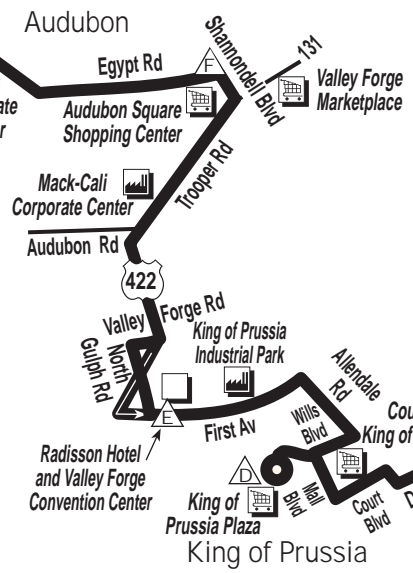 Audubon
Shannondell Blvd
131
Egypt Rd
F
Valley Forge
Marketplace
Audubon Square
Shopping Center
Trooper Rd
Mack-Cali
Corporate Center
Audubon Rd
422
Valley Forge Rd
North
Gulph Rd
King of Prussia
Industrial Park
Allendale
Rd
E
First Av
Wills
Blvd
King of
Radisson Hotel
and Valley Forge
Convention Center
D
King of
Prussia Plaza
Mall
Blvd
Court
Blvd
King of Prussia